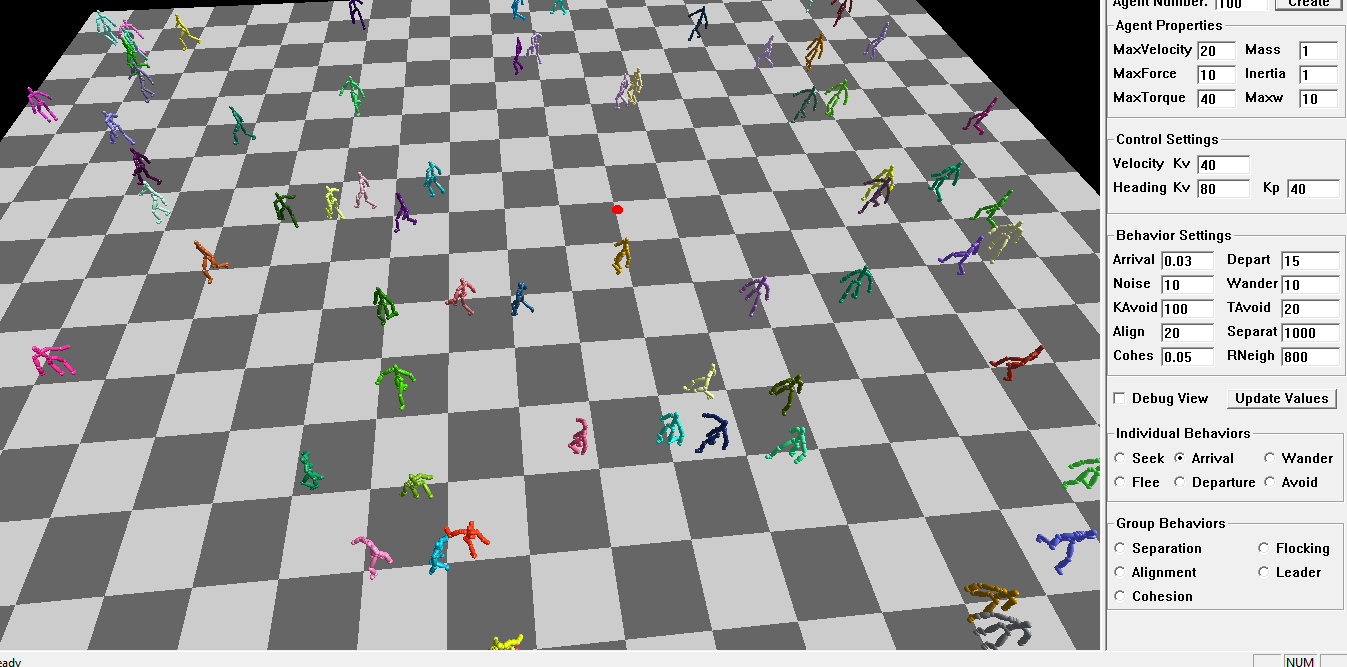 Agent Number: 100 Create
Agent Properties
MaxVelocity 20 Mass 1
MaxForce 10 Inertia 1
MaxTorque 40 Maxw 10
Control Settings
Velocity Kv 40
Heading Kv 80 Kp 40
Behavior Settings
Arrival 0.03 Depart 15
Noise 10 Wander 10
KAvoid 100 TAvoid 20
Align 20 Separat 1000
Cohes 0.05 RNeigh 800
Debug View Update Values
Individual Behaviors
Seek Arrival Wander
Flee Departure Avoid
Group Behaviors
Separation Flocking
Alignment Leader
Cohesion
eady NUM